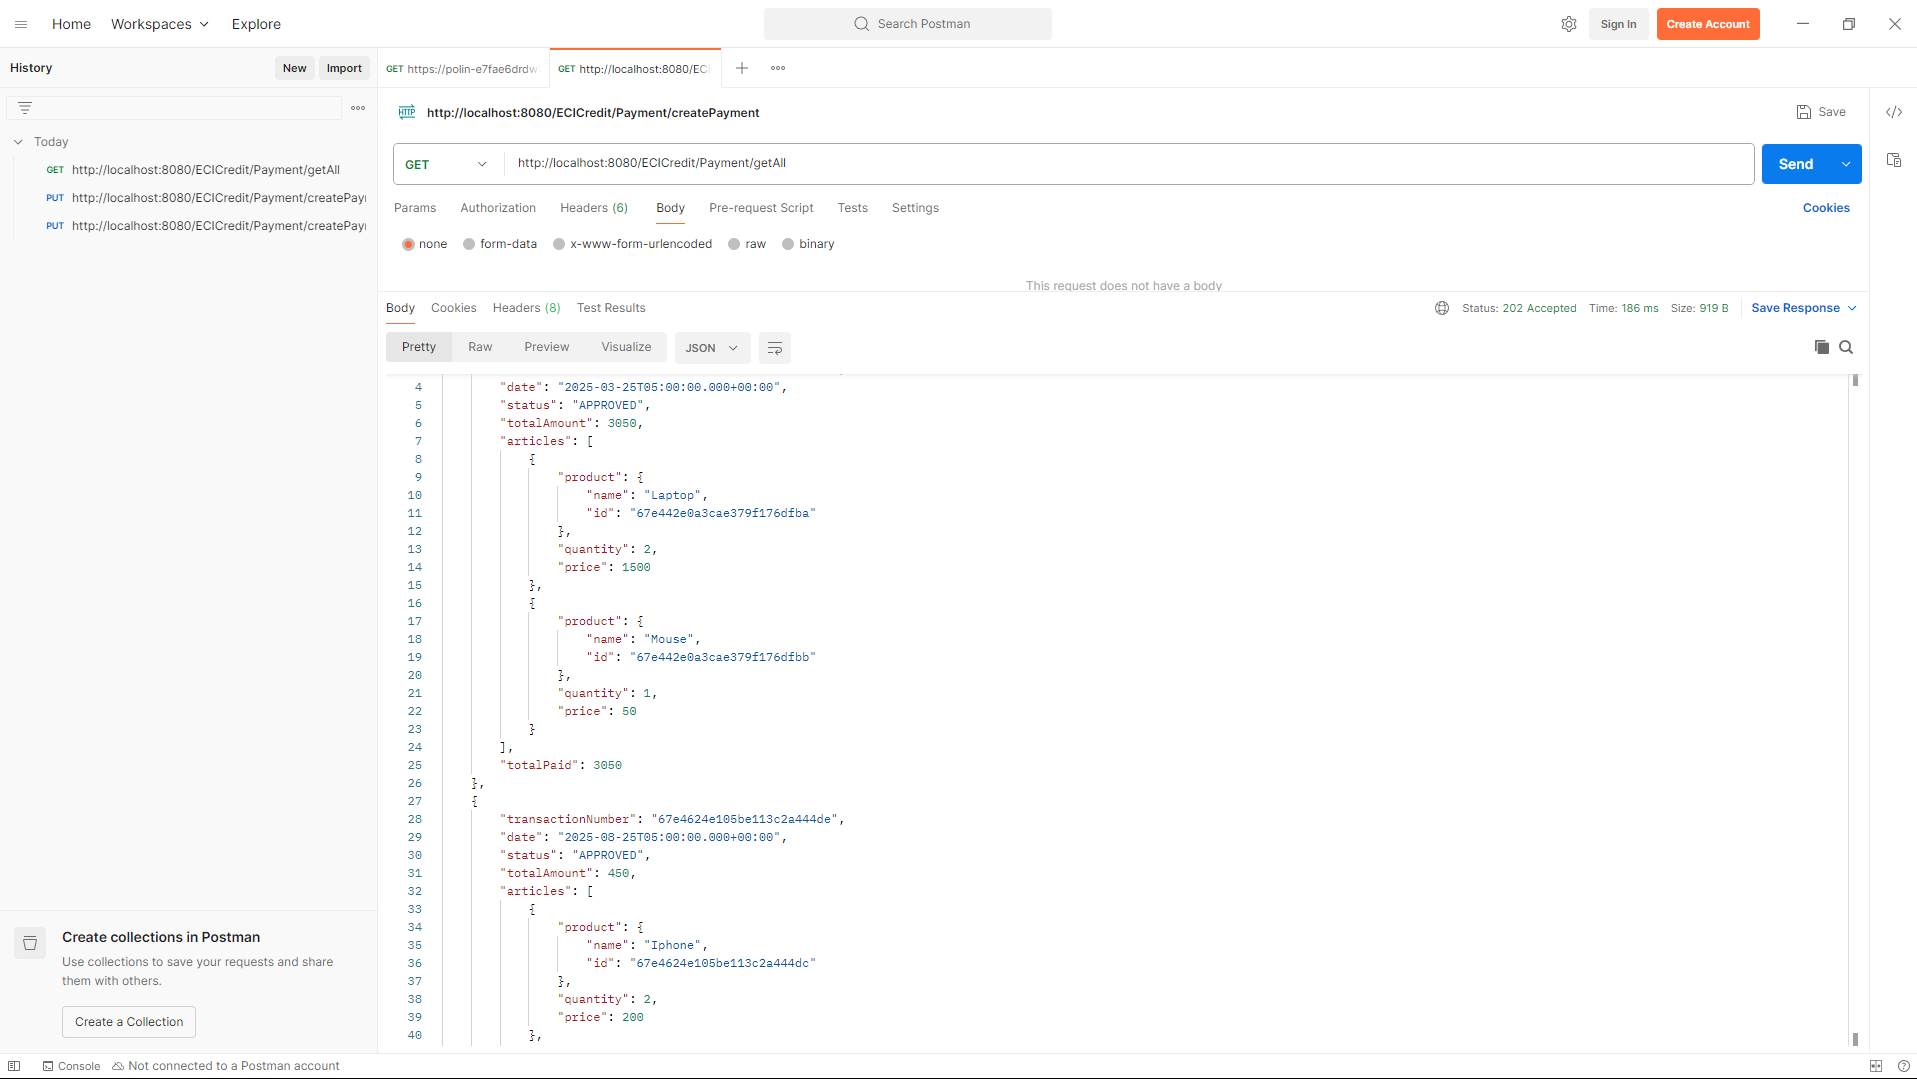 Home Workspaces Explore Search Postman Sign In Create Account
History New Import GET https://polin-e7fae6drdw GET http://localhost:8080/ECI
http://localhost:8080/ECICredit/Payment/createPayment Save
Today
GET http://localhost:8080/ECICredit/Payment/getAll
PUT http://localhost:8080/ECICredit/Payment/createPay
PUT http://localhost:8080/ECICredit/Payment/createPay
GET http://localhost:8080/ECICredit/Payment/getAll Send
Params Authorization Headers (6) Body Pre-request Script Tests Settings Cookies
none form-data x-www-form-urlencoded raw binary
This request does not have a body
Body Cookies Headers (8) Test Results Status: 202 Accepted Time: 186 ms Size: 919 B Save Response
Pretty Raw Preview Visualize JSON
4 "date": "2025-03-25T05:00:00.000+00:00",
5 "status": "APPROVED",
6 "totalAmount": 3050,
7 "articles": [
8 {
9 "product": {
10 "name": "Laptop",
11 "id": "67e442e0a3cae379f176dfba"
12 },
13 "quantity": 2,
14 "price": 1500
15 },
16 {
17 "product": {
18 "name": "Mouse",
19 "id": "67e442e0a3cae379f176dfbb"
20 },
21 "quantity": 1,
22 "price": 50
23 }
24 ],
25 "totalPaid": 3050
26 },
27 {
28 "transactionNumber": "67e4624e105be113c2a444de",
29 "date": "2025-08-25T05:00:00.000+00:00",
30 "status": "APPROVED",
31 "totalAmount": 450,
32 "articles": [
33 {
34 "product": {
35 "name": "Iphone",
36 "id": "67e4624e105be113c2a444dc"
37 },
38 "quantity": 2,
39 "price": 200
40 },
Create collections in Postman
Use collections to save your requests and share
them with others.
Create a Collection
Console Not connected to a Postman account